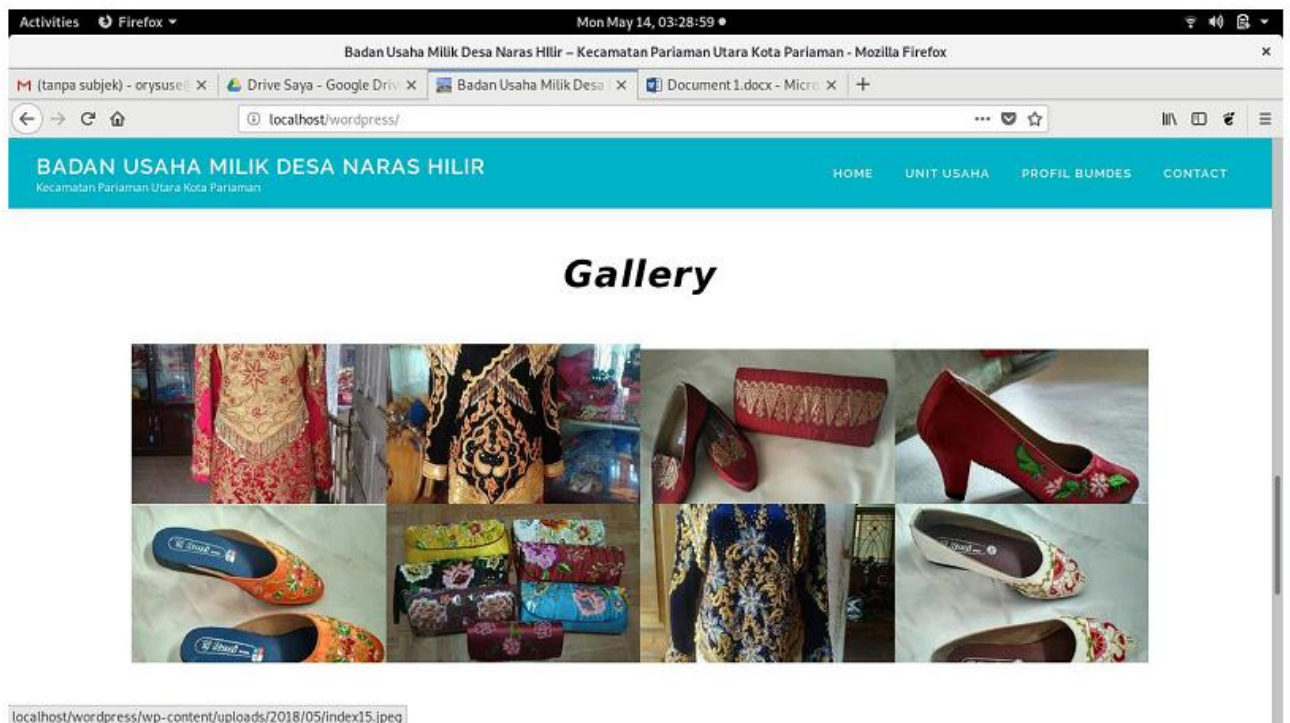 Activities Firefox Mon May 14, 03:28:59
Badan Usaha Milik Desa Naras HIlir – Kecamatan Pariaman Utara Kota Pariaman - Mozilla Firefox
(tanpa subjek) - orysuse Drive Saya - Google Driv Badan Usaha Milik Desa Document 1.docx - Micro
localhost/wordpress/
BADAN USAHA MILIK DESA NARAS HILIR
Kecamatan Pariaman Utara Kota Pariaman
HOME UNIT USAHA PROFIL BUMDES CONTACT
Gallery
localhost/wordpress/wp-content/uploads/2018/05/index15.jpeg